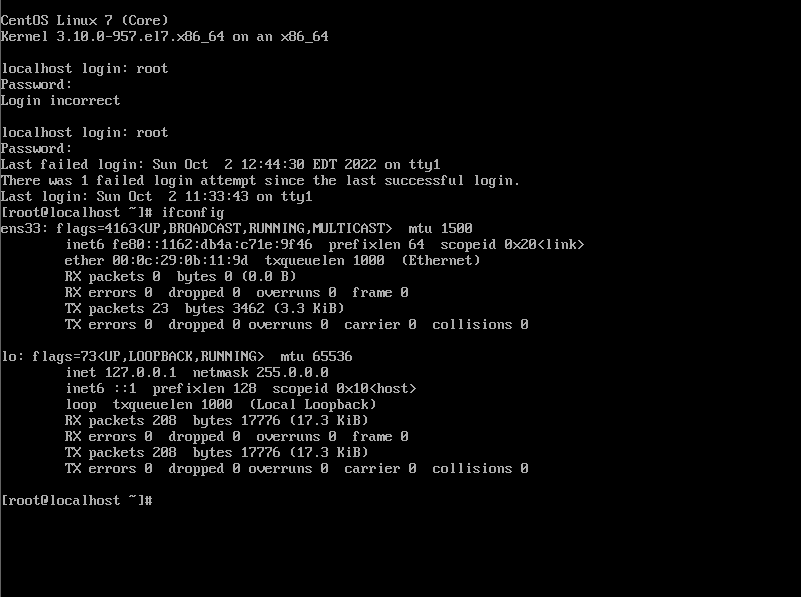 CentOS Linux 7 (Core)
Kernel 3.10.0-957.el7.x86_64 on an x86_64
localhost login: root
Password:
Login incorrect
localhost login: root
Password:
Last failed login: Sun Oct  2 12:44:30 EDT 2022 on tty1
There was 1 failed login attempt since the last successful login.
Last login: Sun Oct  2 11:33:43 on tty1
[root@localhost ~]# ifconfig
ens33: flags=4163<UP,BROADCAST,RUNNING,MULTICAST>  mtu 1500
        inet6 fe80::1162:db4a:c71e:9f46  prefixlen 64  scopeid 0x20<link>
        ether 00:0c:29:0b:11:9d  txqueuelen 1000  (Ethernet)
        RX packets 0  bytes 0 (0.0 B)
        RX errors 0  dropped 0  overruns 0  frame 0
        TX packets 23  bytes 3462 (3.3 KiB)
        TX errors 0  dropped 0 overruns 0  carrier 0  collisions 0
lo: flags=73<UP,LOOPBACK,RUNNING>  mtu 65536
        inet 127.0.0.1  netmask 255.0.0.0
        inet6 ::1  prefixlen 128  scopeid 0x10<host>
        loop  txqueuelen 1000  (Local Loopback)
        RX packets 208  bytes 17776 (17.3 KiB)
        RX errors 0  dropped 0  overruns 0  frame 0
        TX packets 208  bytes 17776 (17.3 KiB)
        TX errors 0  dropped 0 overruns 0  carrier 0  collisions 0
[root@localhost ~]#